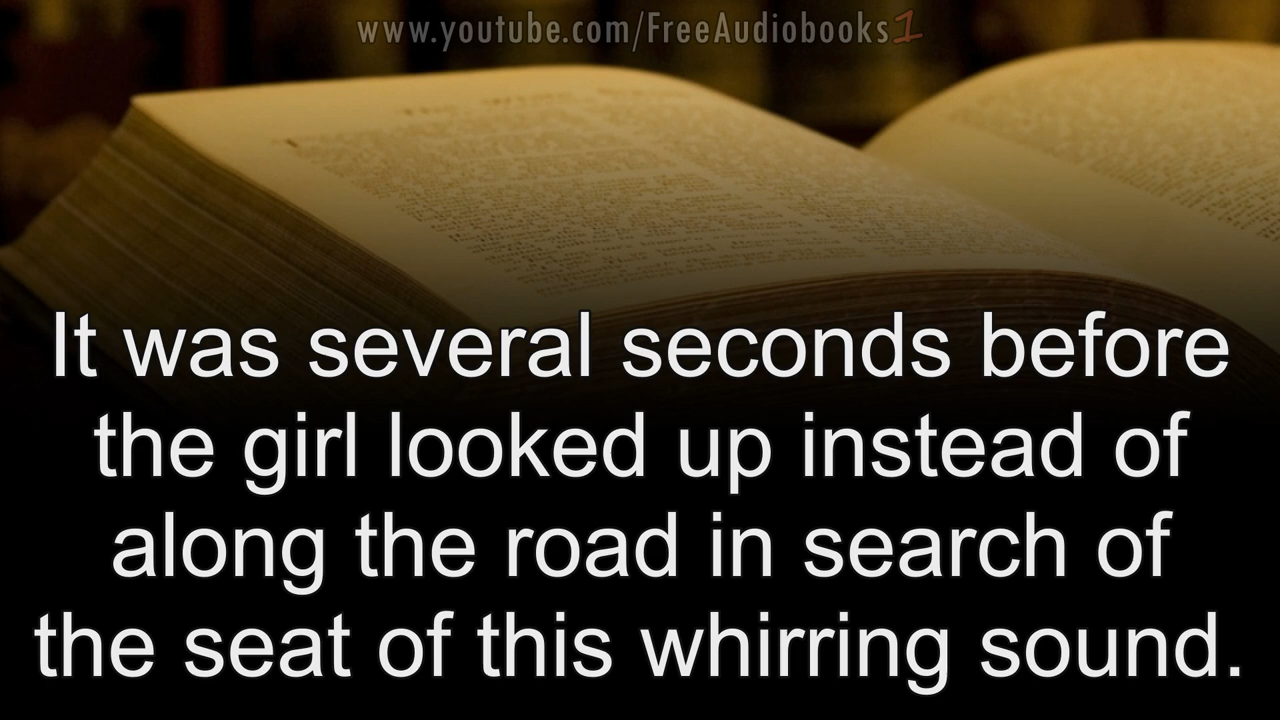 www.youtube.com/FreeAudiobooks1
It was several seconds before
the girl looked up instead of
along the road in search of
the seat of this whirring sound.